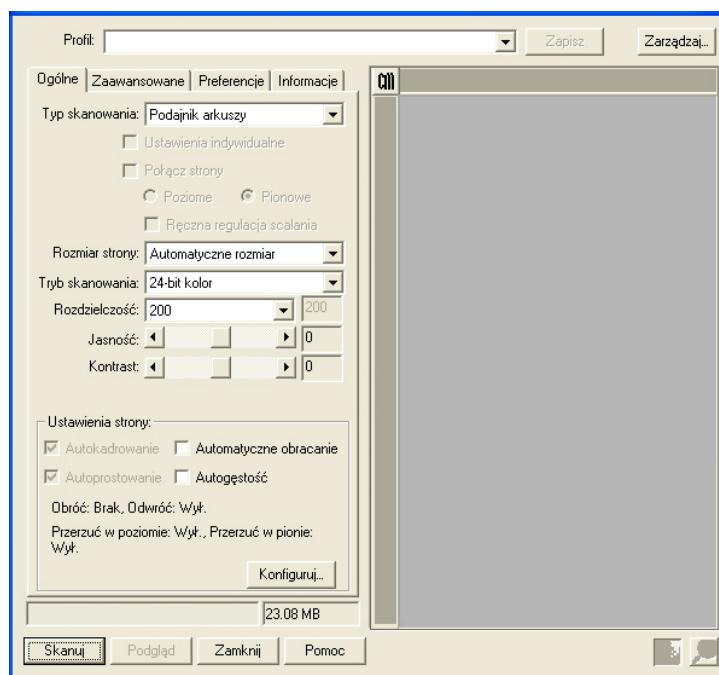 Profil: Zapisz Zarządzaj...
Ogólne Zaawansowane Preferencje Informacje
Typ skanowania: Podajnik arkuszy
Ustawienia indywidualne
Połącz strony
Poziome Pionowe
Ręczna regulacja scalania
Rozmiar strony: Automatyczne rozmiar
Tryb skanowania: 24-bit kolor
Rozdzielczość: 200 200
Jasność: 0
Kontrast: 0
Ustawienia strony:
Autokadrowanie Automatyczne obracanie
Autoprostowanie Autogęstość
Obróć: Brak, Odwróć: Wył.
Przerzuć w poziomie: Wył., Przerzuć w pionie:
Wył.
Konfiguruj...
23.08 MB
Skanuj Podgląd Zamknij Pomoc